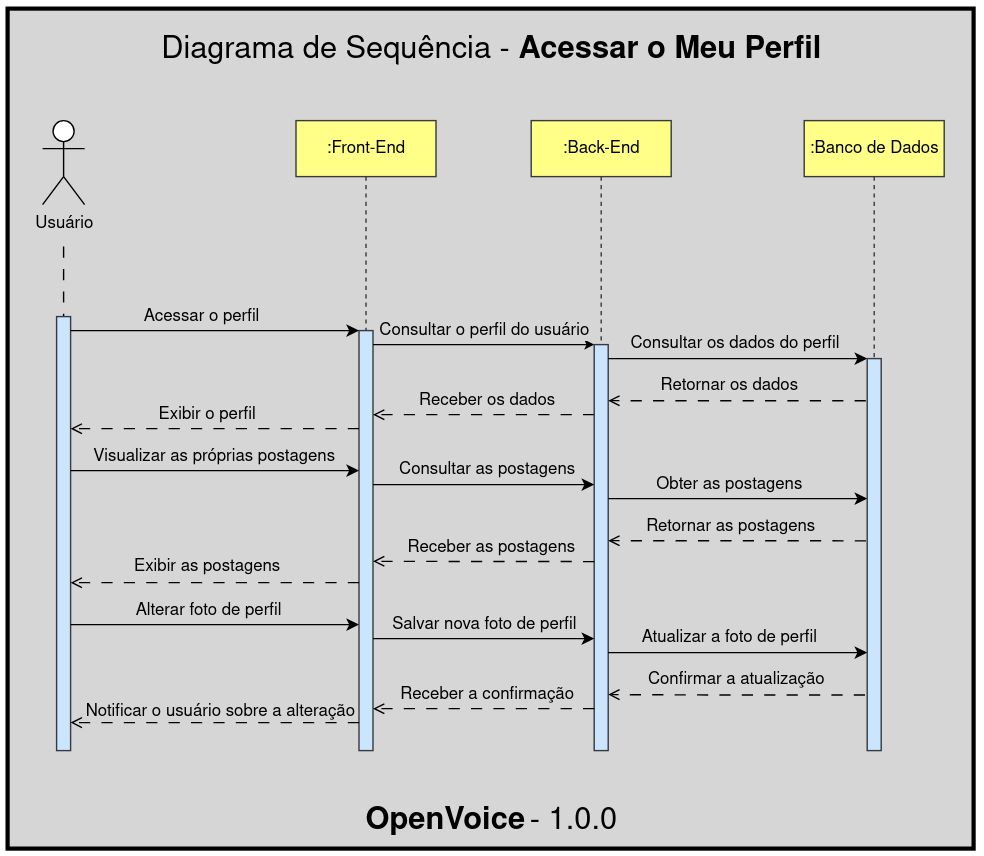 Diagrama de Sequência - Acessar o Meu Perfil
Usuário
:Front-End
:Back-End
:Banco de Dados
Acessar o perfil
Consultar o perfil do usuário
Consultar os dados do perfil
Retornar os dados
Receber os dados
Exibir o perfil
Visualizar as próprias postagens
Consultar as postagens
Obter as postagens
Retornar as postagens
Receber as postagens
Exibir as postagens
Alterar foto de perfil
Salvar nova foto de perfil
Atualizar a foto de perfil
Confirmar a atualização
Receber a confirmação
Notificar o usuário sobre a alteração
OpenVoice - 1.0.0